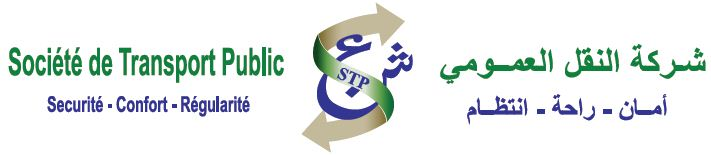 Société de Transport Public
Securité - Confort - Régularité
ش ع
STP
شركة النقل العمومي
أمان - راحة - انتظام